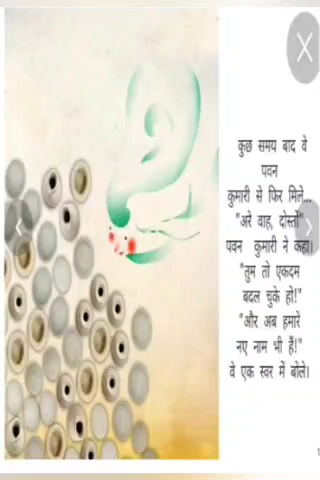 कुछ समय बाद वे
पवन
कुमारी से फिर मिले...
"अरे वाह, दोस्तों"
पवन कुमारी ने कहा।
"तुम तो एकदम
बदल चुके हो!"
"और अब हमारे
नए नाम भी हैं!"
वे एक स्वर में बोले।